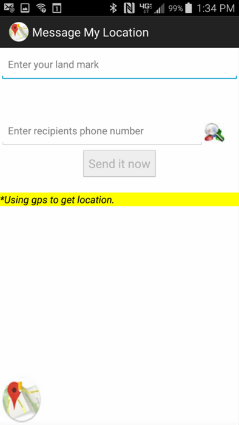 4G 99% 1:34 PM
Message My Location
Enter your land mark
Enter recipients phone number
Send it now
*Using gps to get location.